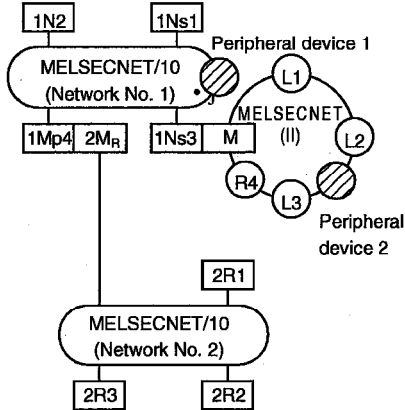 1N2
1Ns1
Peripheral device 1
MELSECNET/10
(Network No. 1)
L1
MELSECNET
(II)
L2
1Mp4
2MR
1Ns3
M
R4
L3
Peripheral
device 2
2R1
MELSECNET/10
(Network No. 2)
2R3
2R2